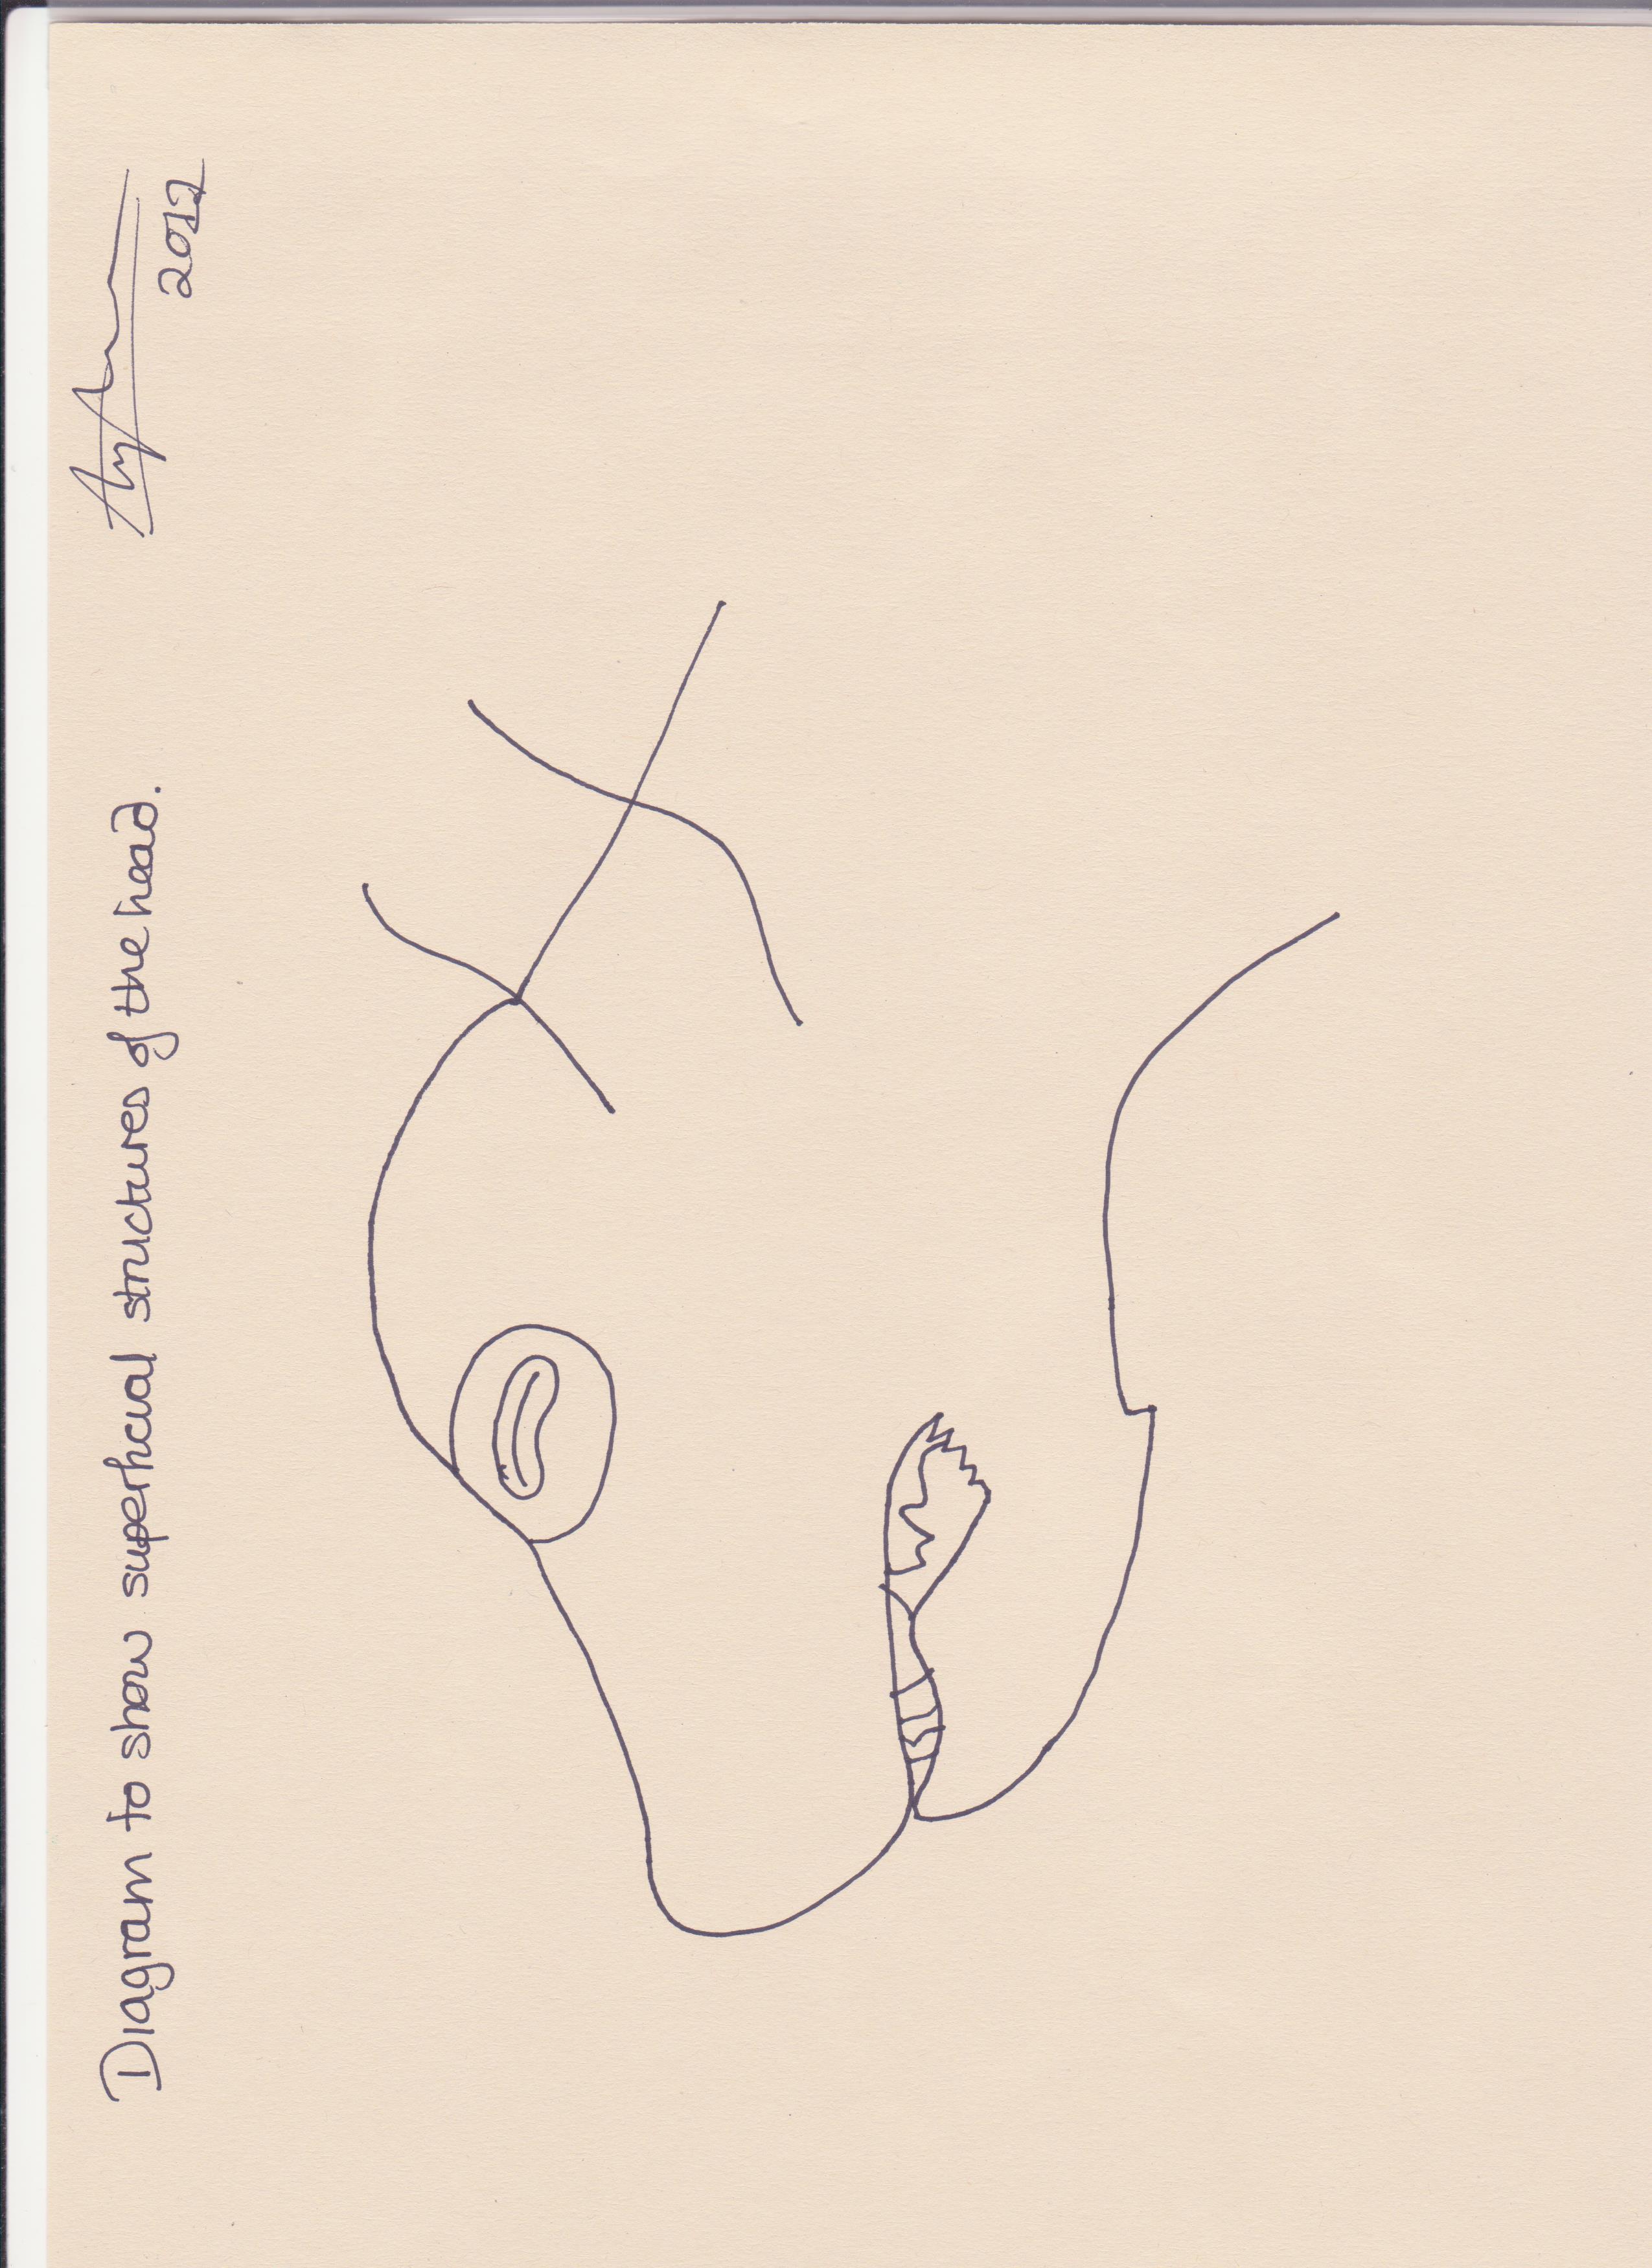 Diagram to show superficial structures of the head.
2012